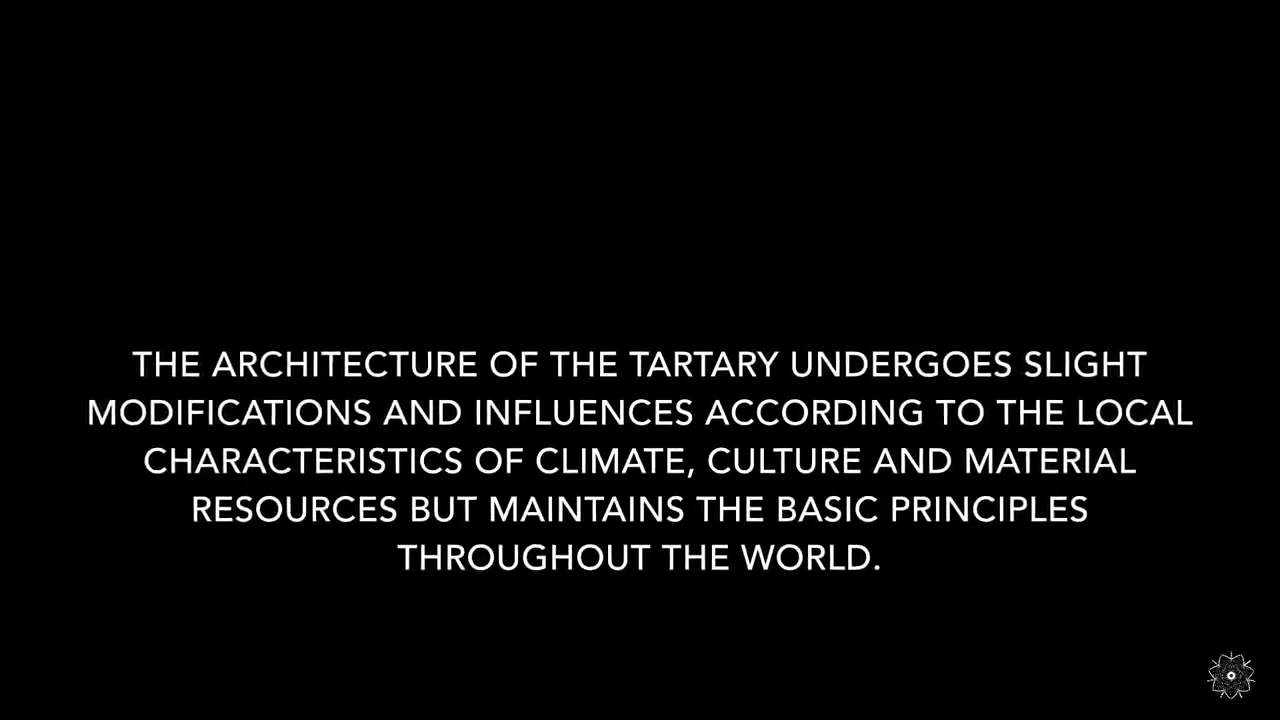 THE ARCHITECTURE OF THE TARTARY UNDERGOES SLIGHT
MODIFICATIONS AND INFLUENCES ACCORDING TO THE LOCAL
CHARACTERISTICS OF CLIMATE, CULTURE AND MATERIAL
RESOURCES BUT MAINTAINS THE BASIC PRINCIPLES
THROUGHOUT THE WORLD.